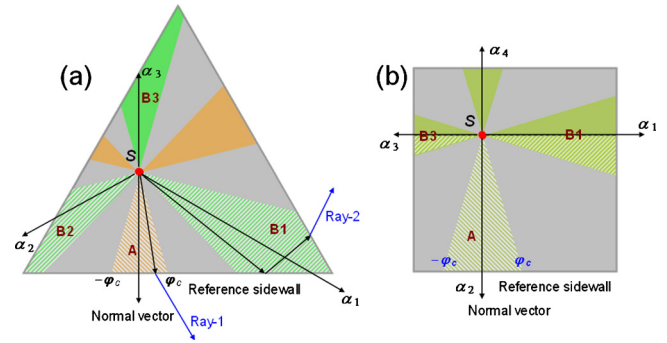 (a)
α3
B3
S
B2
A
B1
Ray-2
α2
-φc
φc
Reference sidewall
α1
Normal vector
Ray-1
(b)
α4
S
B3
B1
α1
α3
A
-φc
φc
α2
Reference sidewall
Normal vector